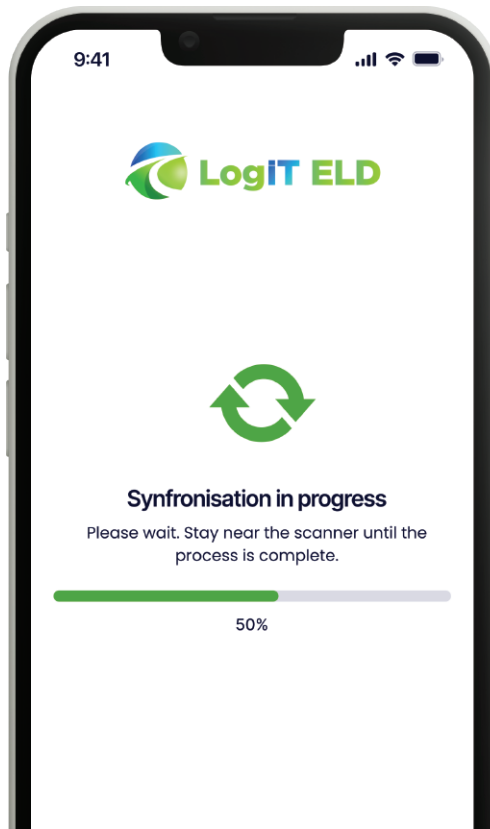 9:41
LogiT ELD
Synfronisation in progress
Please wait. Stay near the scanner until the
process is complete.
50%